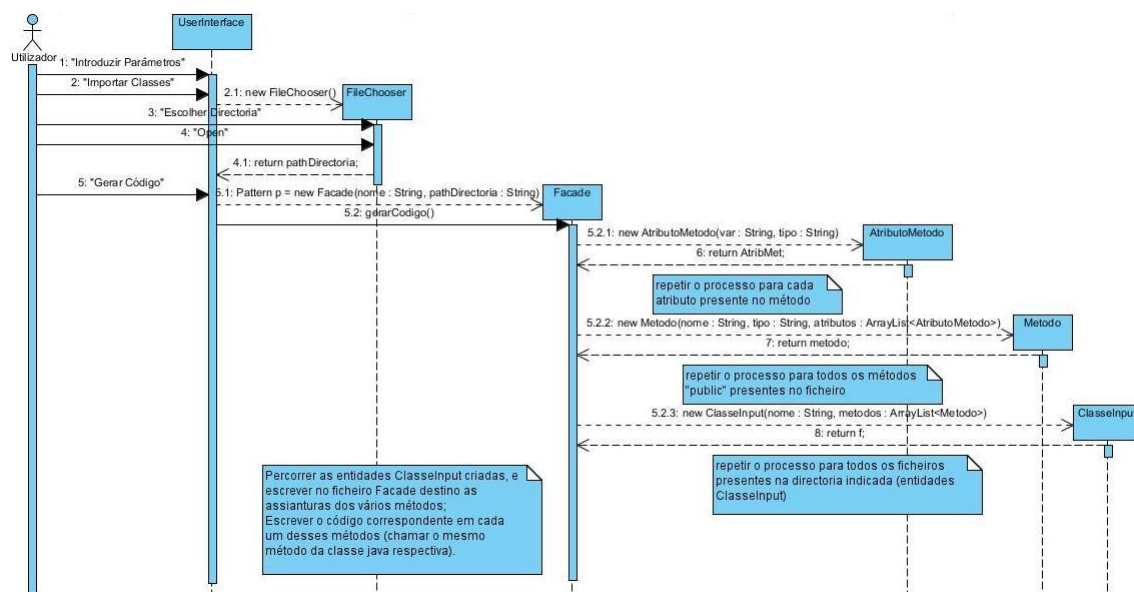 UserInterface
Utilizador
1: "Introduzir Parâmetros"
2: "Importar Classes"
2.1: new FileChooser()
FileChooser
3: "Escolher Directoria"
4: "Open"
4.1: return pathDirectoria;
5: "Gerar Código"
5.1: Pattern p = new Facade(nome : String, pathDirectoria : String)
Facade
5.2: gerarCodigo()
5.2.1: new AtributoMetodo(var : String, tipo : String)
AtributoMetodo
6: return AtribMet;
repetir o processo para cada
atributo presente no método
5.2.2: new Metodo(nome : String, tipo : String, atributos : ArrayList<AtributoMetodo>)
Metodo
7: return metodo;
repetir o processo para todos os métodos
"public" presentes no ficheiro
5.2.3: new ClasseInput(nome : String, metodos : ArrayList<Metodo>)
ClasseInput
8: return f;
repetir o processo para todos os ficheiros
presentes na directoria indicada (entidades
ClasseInput)
Percorrer as entidades ClasseInput criadas, e
escrever no ficheiro Facade destino as
assianturas dos vários métodos;
Escrever o código correspondente em cada
um desses métodos (chamar o mesmo
método da classe java respectiva).